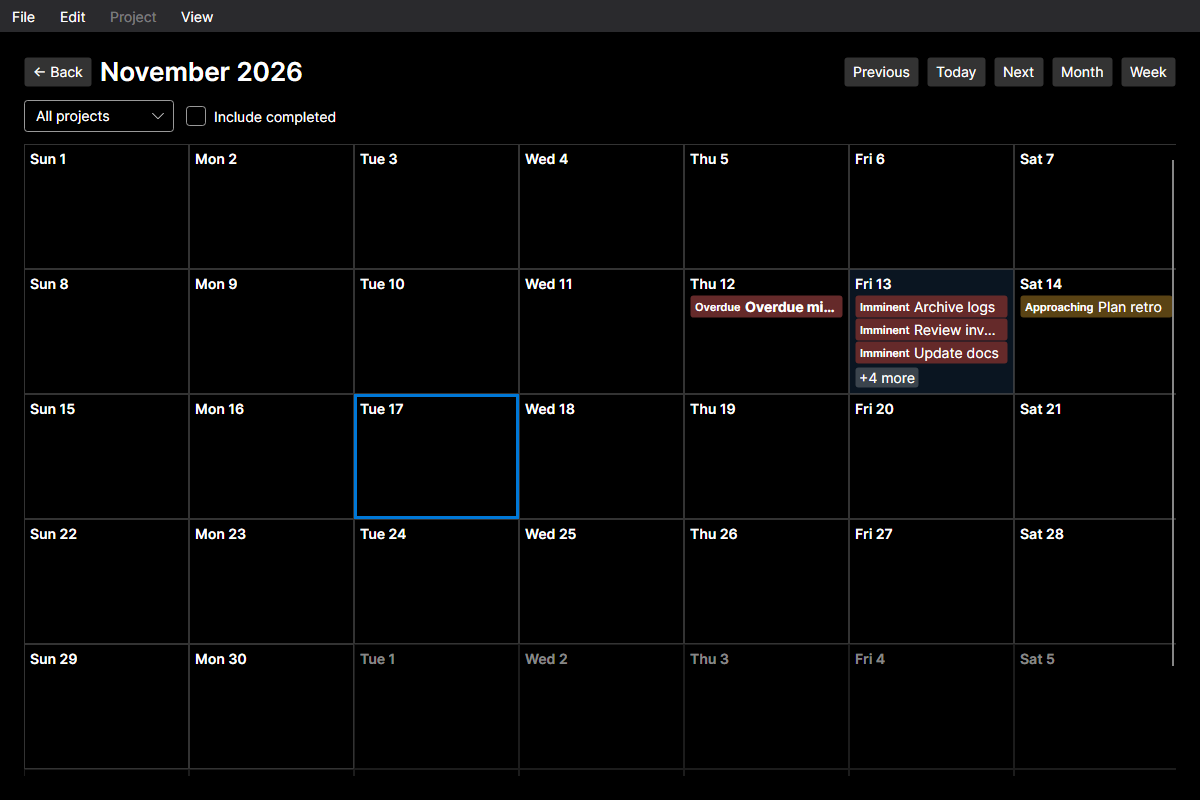 File Edit Project View
← Back November 2026 Previous Today Next Month Week
All projects Include completed
Sun 1 Mon 2 Tue 3 Wed 4 Thu 5 Fri 6 Sat 7
Sun 8 Mon 9 Tue 10 Wed 11 Thu 12 Fri 13 Sat 14
Overdue Overdue mi... Imminent Archive logs Approaching Plan retro
Imminent Review inv...
Imminent Update docs
+4 more
Sun 15 Mon 16 Tue 17 Wed 18 Thu 19 Fri 20 Sat 21
Sun 22 Mon 23 Tue 24 Wed 25 Thu 26 Fri 27 Sat 28
Sun 29 Mon 30 Tue 1 Wed 2 Thu 3 Fri 4 Sat 5